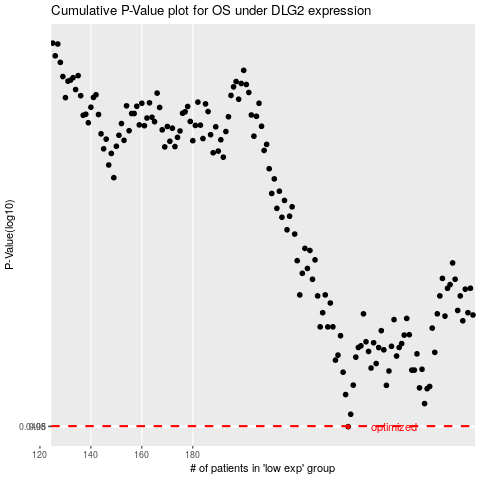 Cumulative P-Value plot for OS under DLG2 expression
P-Value(log10)
optimized
120
140
160
180
# of patients in 'low exp' group